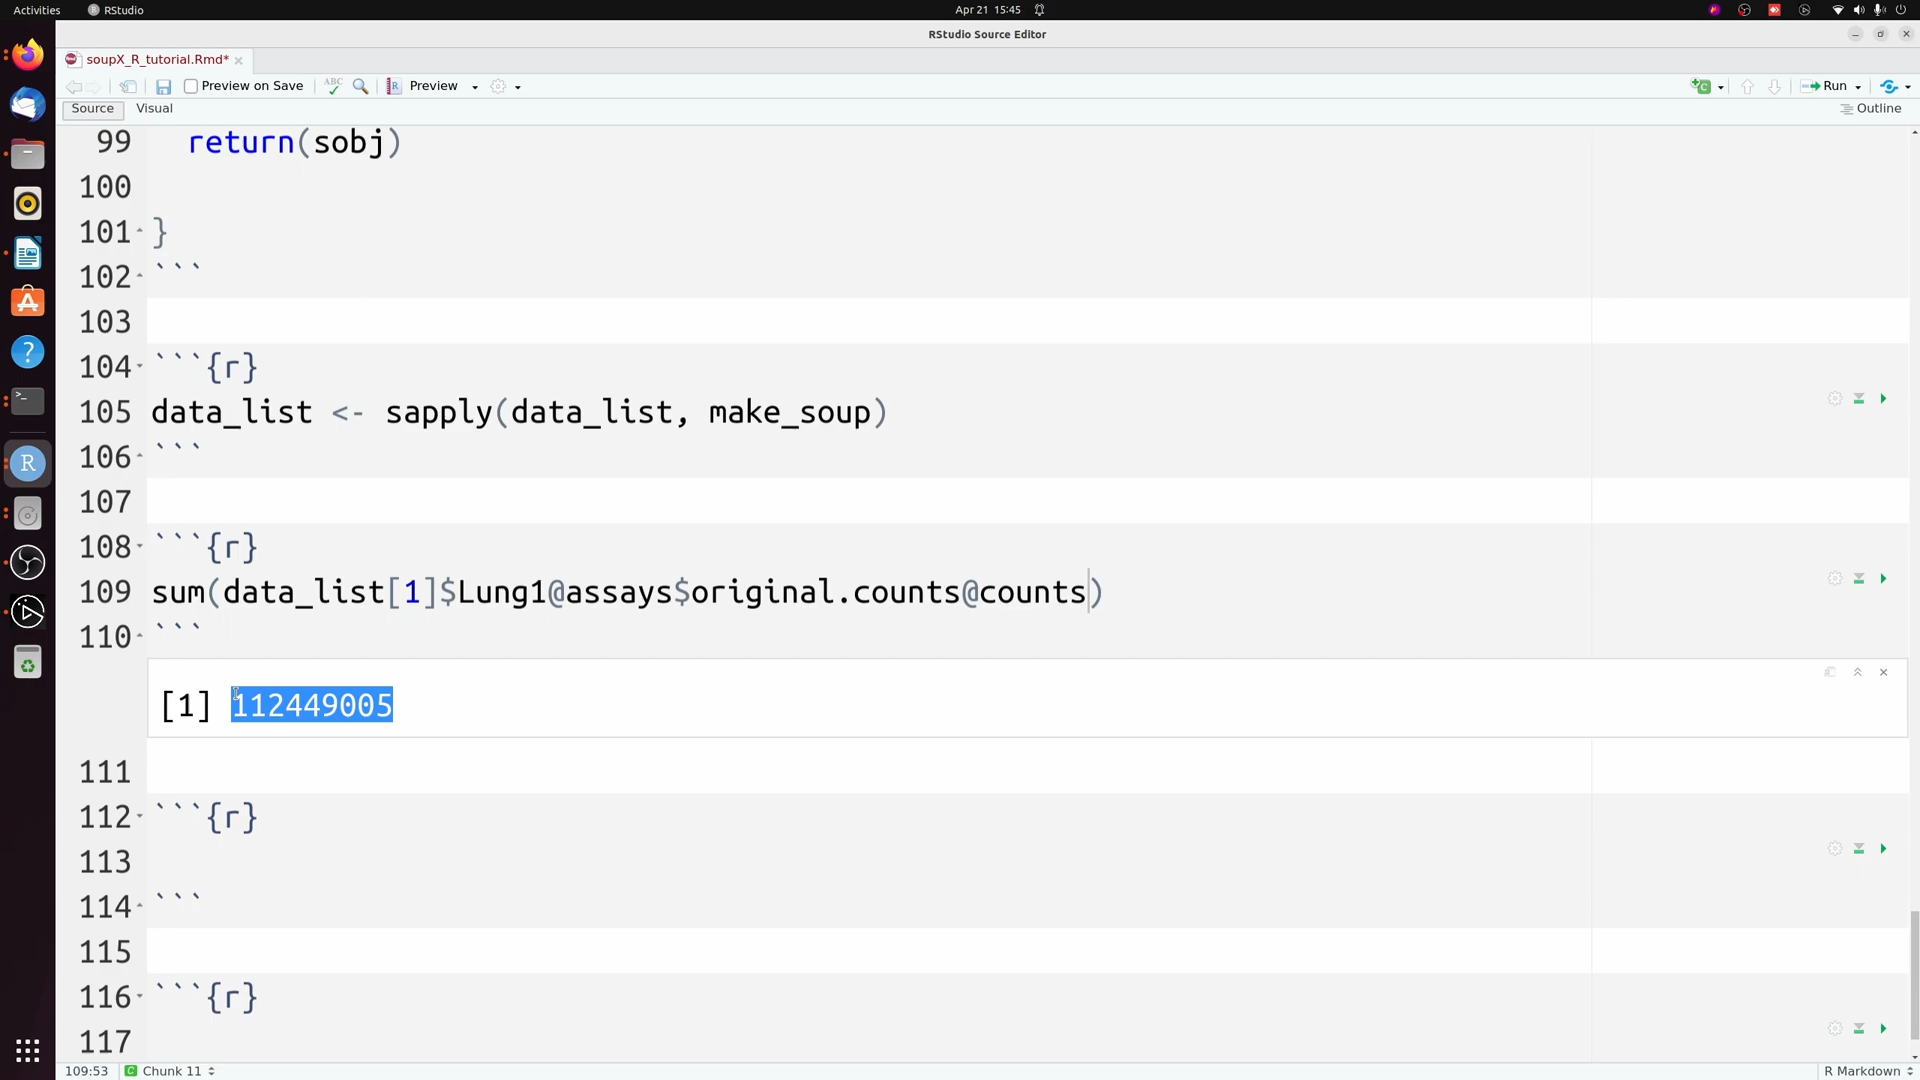 Activities RStudio Apr 21 15:45
RStudio Source Editor
soupX_R_tutorial.Rmd*
Preview on Save ABC Preview Run
Source Visual Outline
99 return(sobj)
100
101 }
102 ```
103
104 ```{r}
105 data_list <- sapply(data_list, make_soup)
106 ```
107
108 ```{r}
109 sum(data_list[1]$Lung1@assays$original.counts@counts)
110 ```
[1] 112449005
111
112 ```{r}
113
114 ```
115
116 ```{r}
117
109:53 Chunk 11 R Markdown